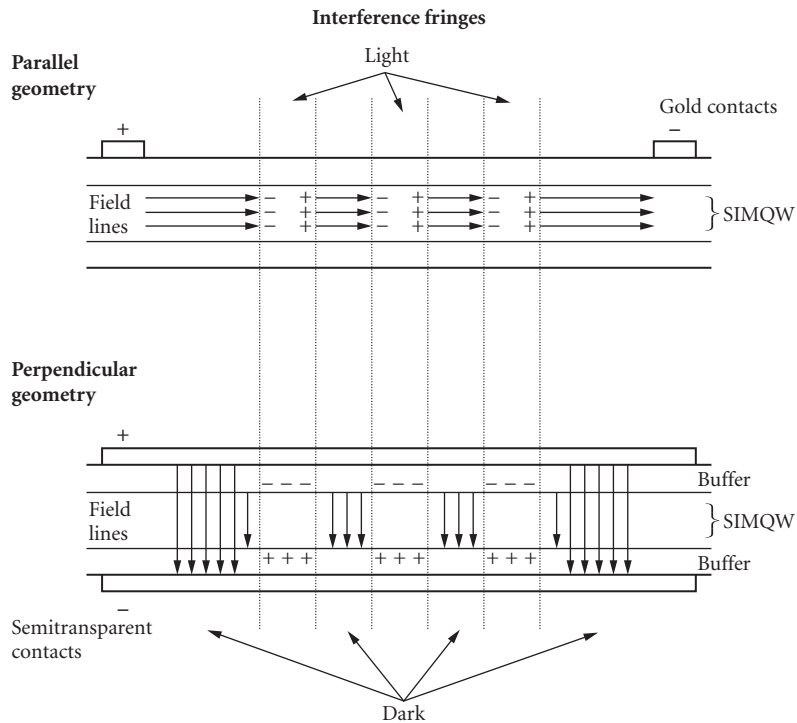 Interference fringes
Light
Parallel
geometry
Gold contacts
+ −
Field
lines
− + − + − +
− + − + − +
− + − + − +
SIMQW
Perpendicular
geometry
+
− − − − − − − − −
Buffer
Field
lines
SIMQW
+ + + + + + + + +
Buffer
−
Semitransparent
contacts
Dark